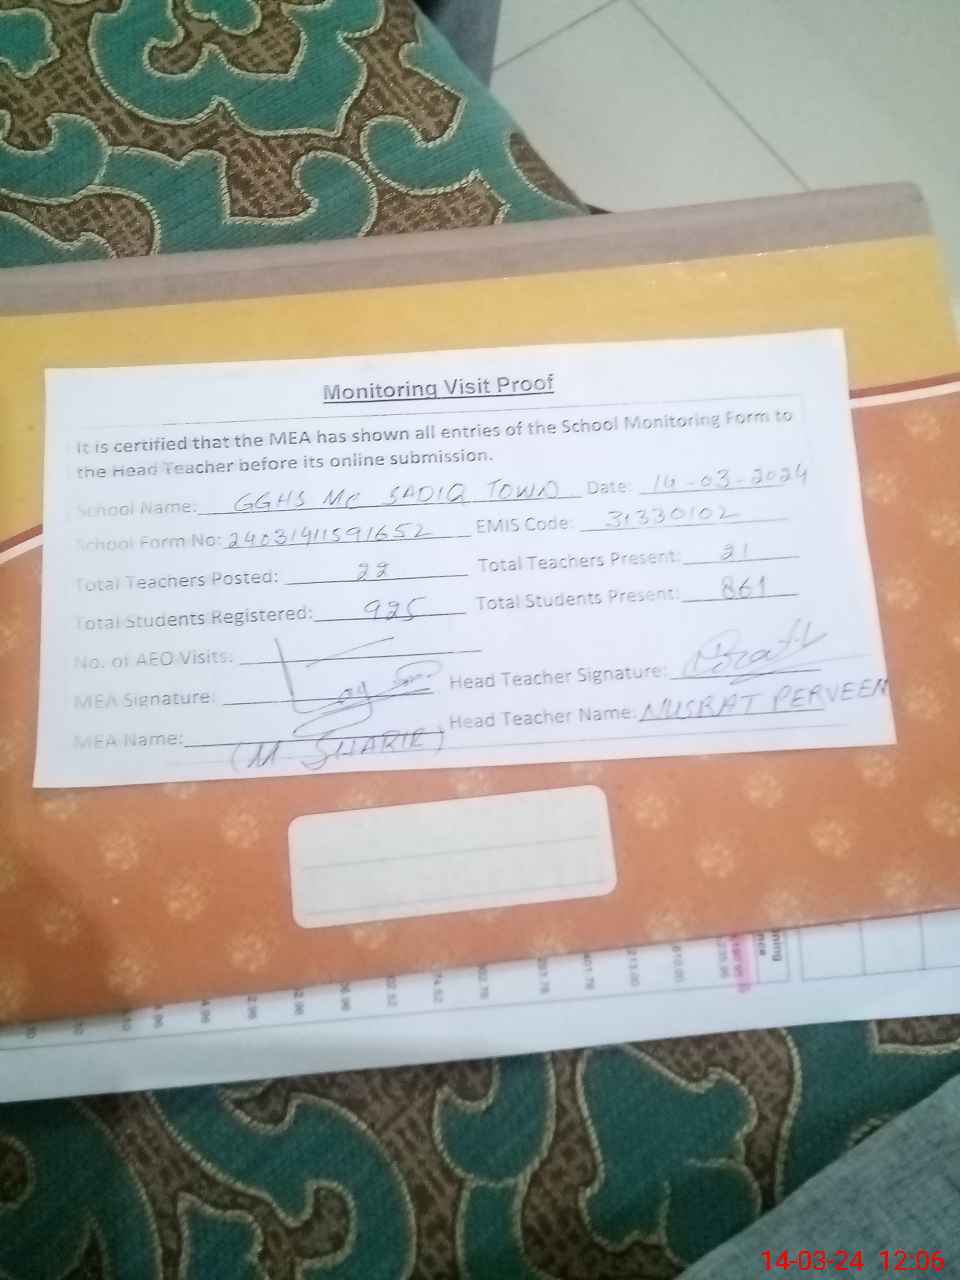 Monitoring Visit Proof
It is certified that the MEA has shown all entries of the School Monitoring Form to
the Head Teacher before its online submission.
School Name: GGHS MC SADIQ TOWN Date: 14-03-2024
School Form No: 2403141591652 EMIS Code: 31330102
Total Teachers Posted: 22 Total Teachers Present: 21
Total Students Registered: 925 Total Students Present: 861
No. of AEO Visits:
MEA Signature: Head Teacher Signature:
MEA Name: (M SHARIF) Head Teacher Name: NUSRAT PERVEEN
14-03-24 12:06